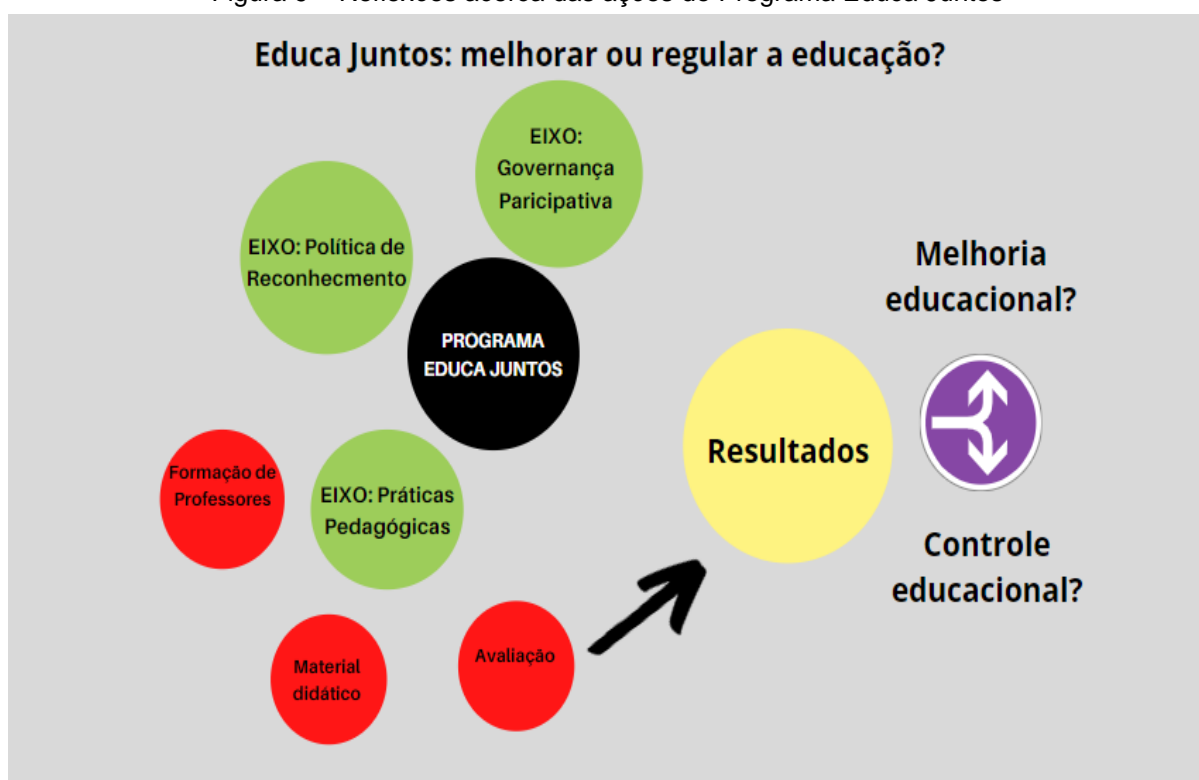 Educa Juntos: melhorar ou regular a educação?
EIXO:
Governança
Paricipativa
EIXO: Política de
Reconhecmento
PROGRAMA
EDUCA JUNTOS
Formação de
Professores
EIXO: Práticas
Pedagógicas
Material
didático
Avaliação
Resultados
Melhoria
educacional?
Controle
educacional?